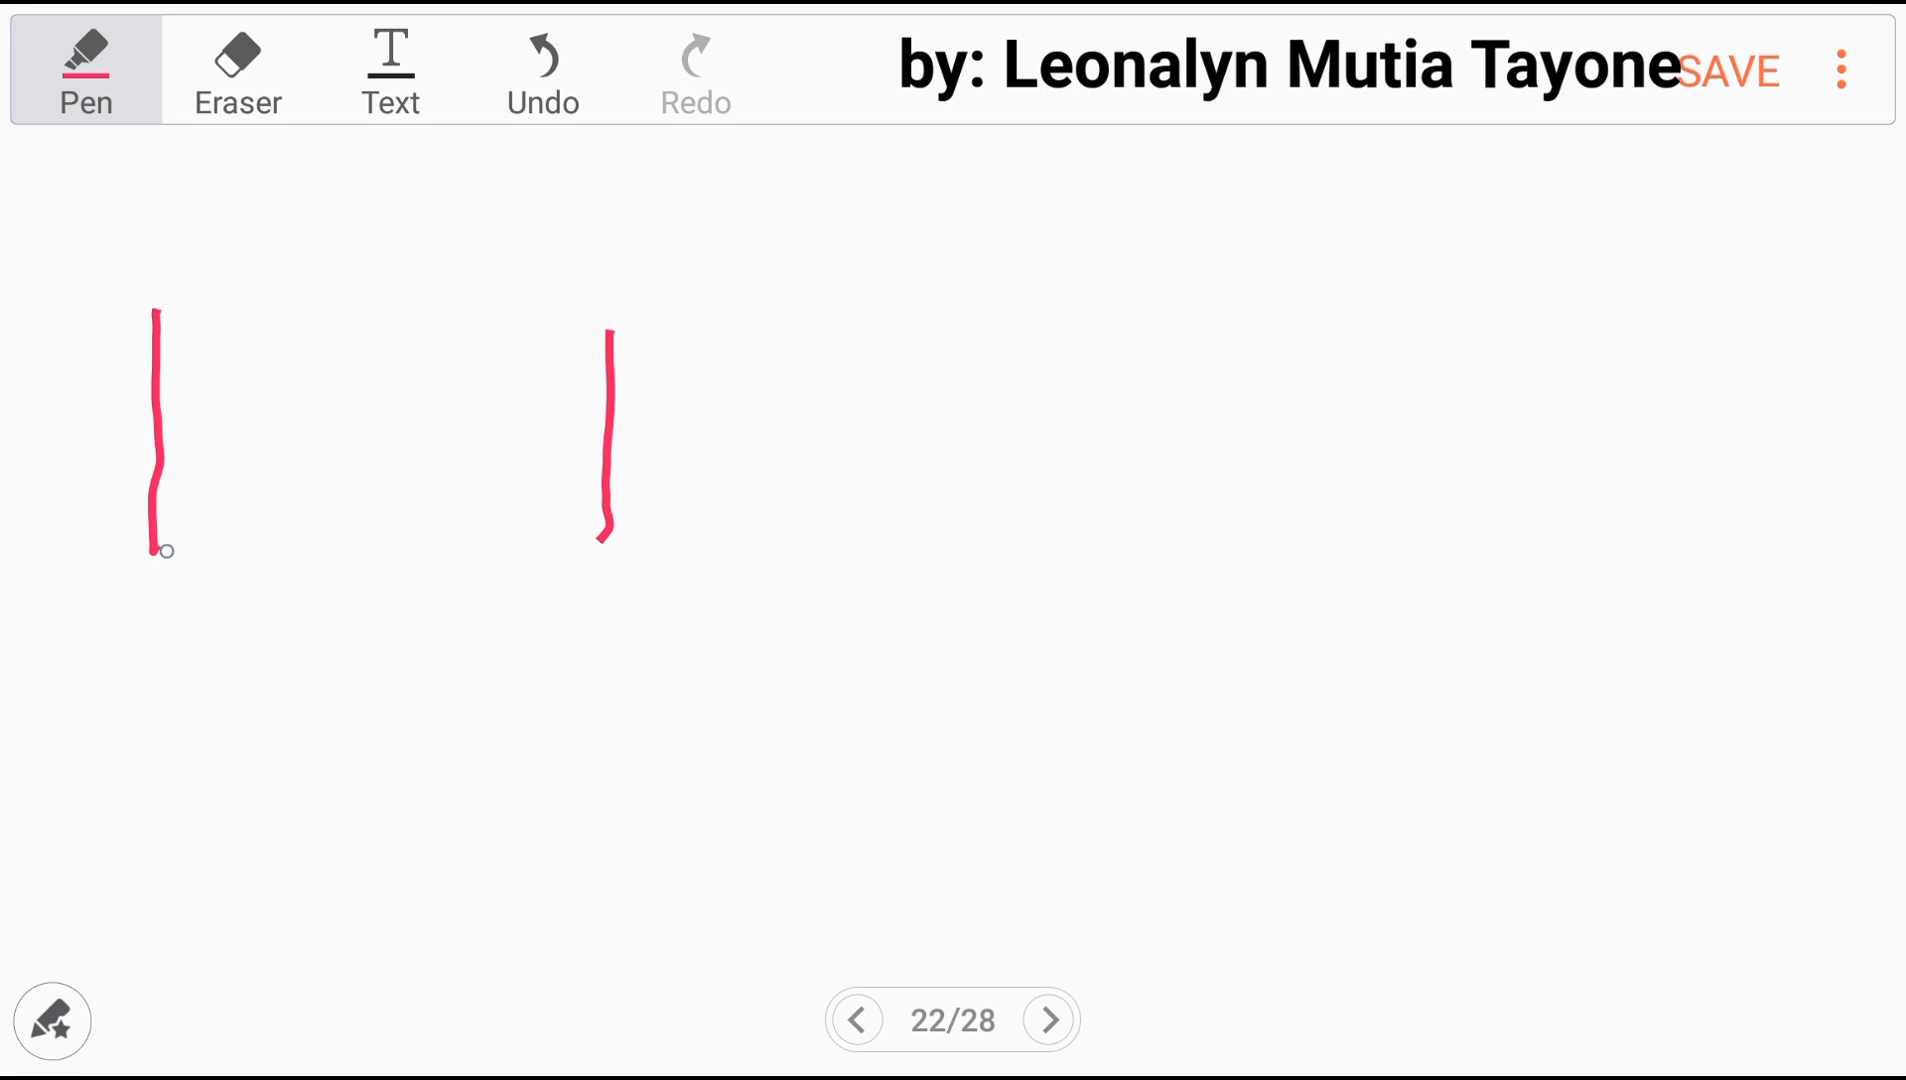 by: Leonalyn Mutia Tayone
SAVE
Pen
Eraser
Text
Undo
Redo
22/28